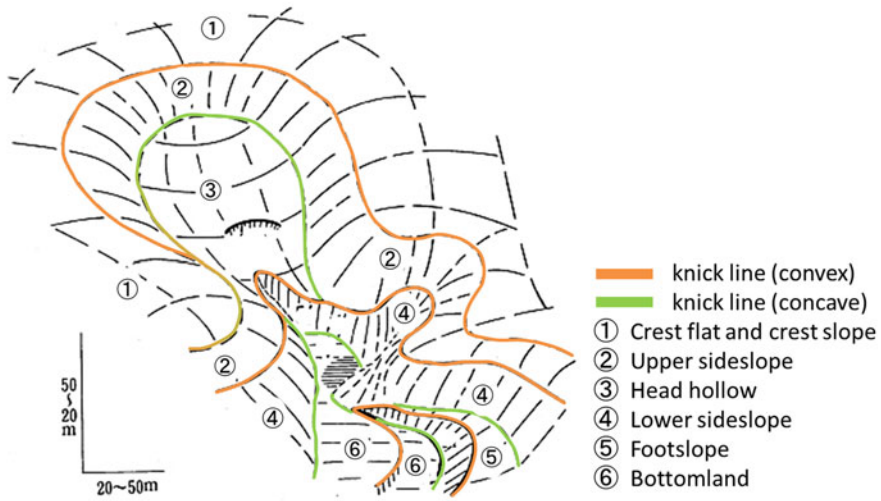 ①
②
③
②
①
④
②
④
④
⑤
⑥
⑥
50
~
20
m
20~50m
knick line (convex)
knick line (concave)
① Crest flat and crest slope
② Upper sideslope
③ Head hollow
④ Lower sideslope
⑤ Footslope
⑥ Bottomland